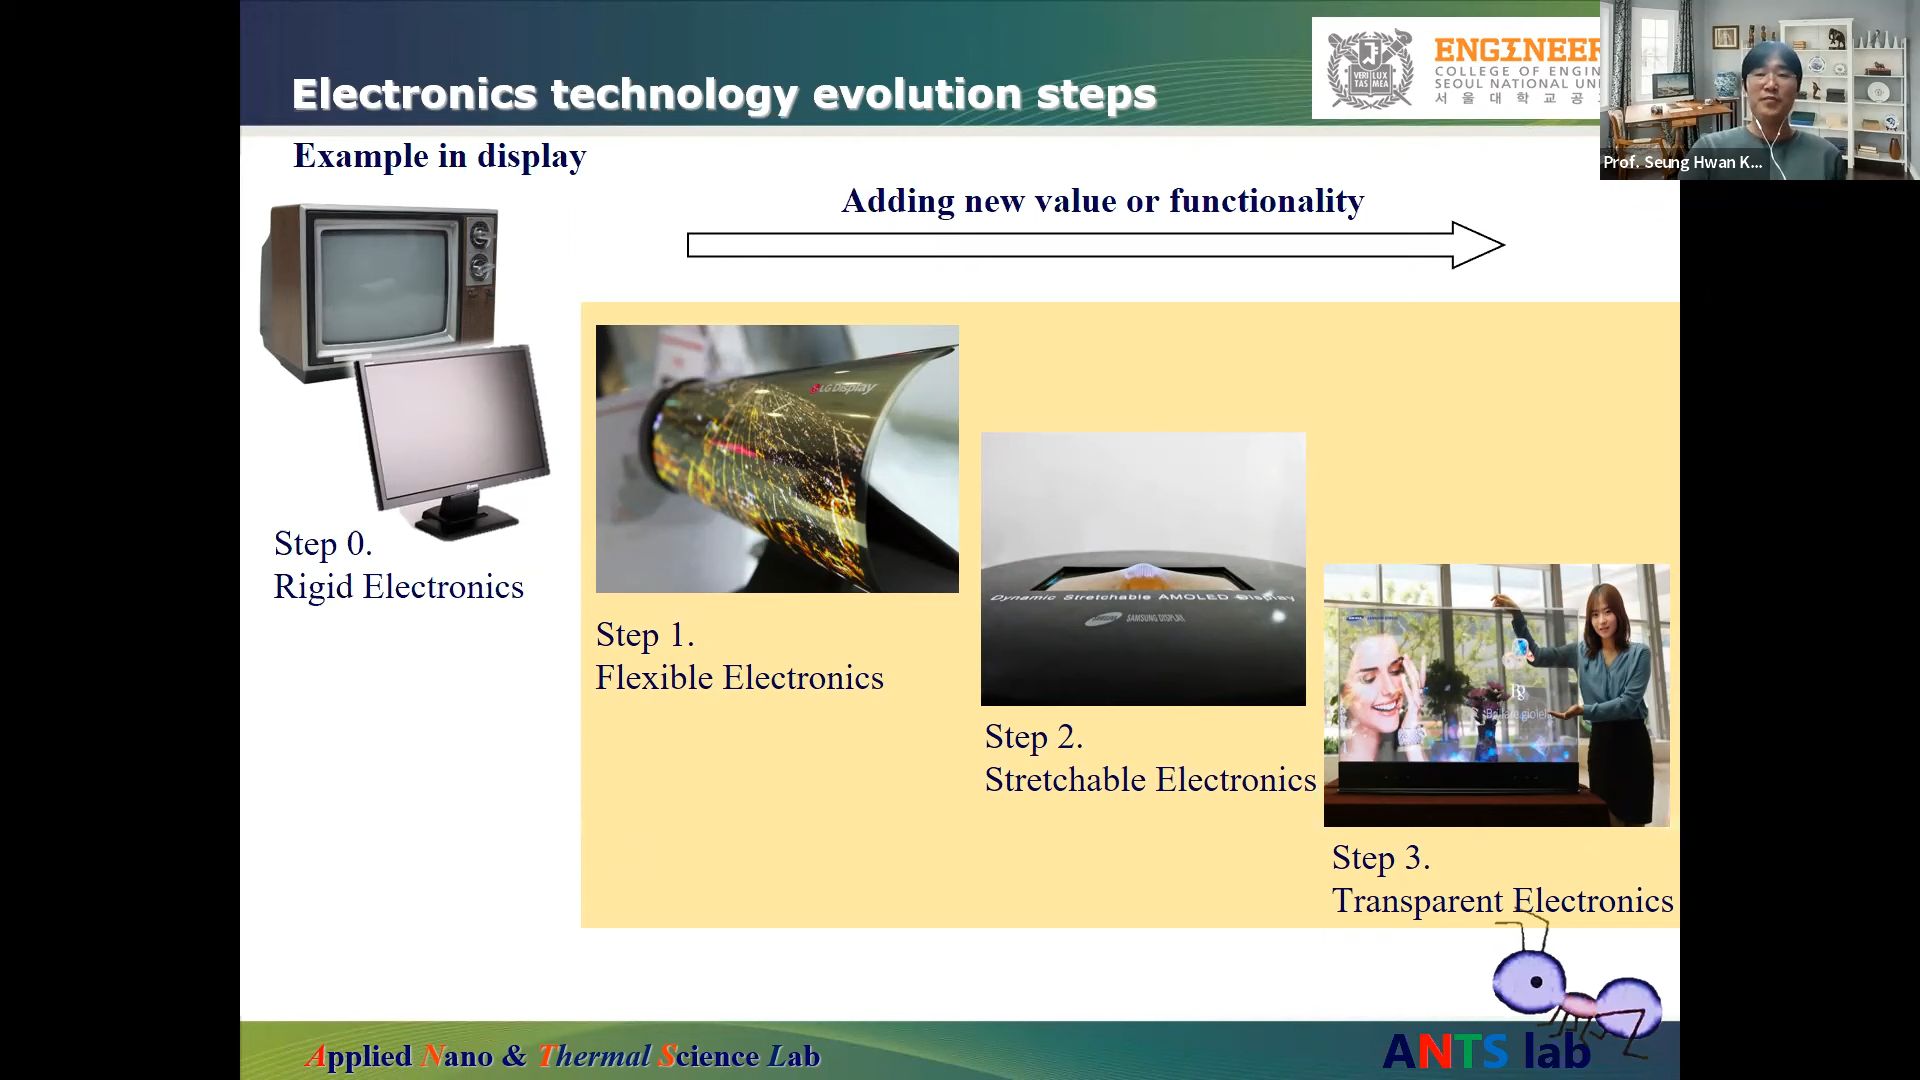 Electronics technology evolution steps
ENGINEER
COLLEGE OF ENGIN
SEOUL NATIONAL UNI
서 울 대 학 교 공
VERI LUX
TAS MEA
Prof. Seung Hwan K...
Example in display
Adding new value or functionality
LG Display
Dynamic Stretchable AMOLED Display
SAMSUNG DISPLAY
Step 0.
Rigid Electronics
Step 1.
Flexible Electronics
Step 2.
Stretchable Electronics
Step 3.
Transparent Electronics
Applied Nano & Thermal Science Lab
ANTS lab